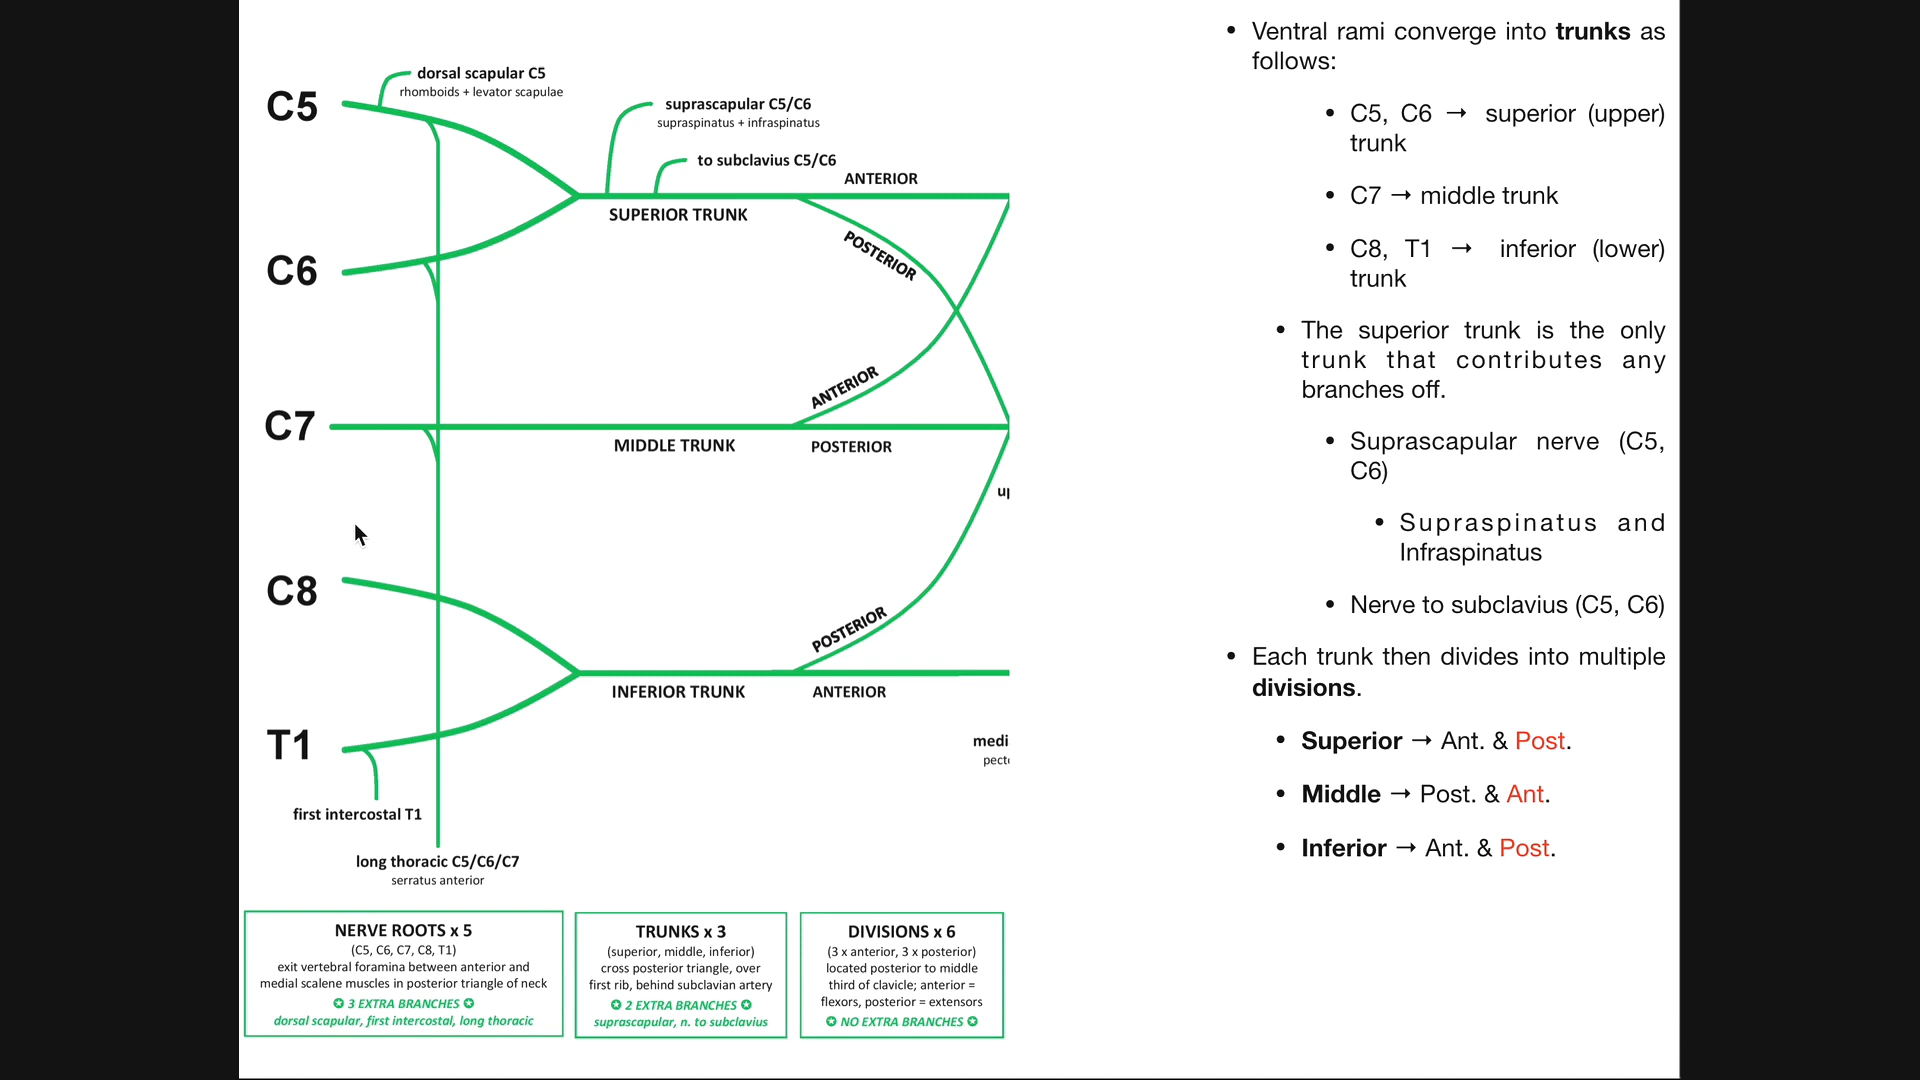 C5
dorsal scapular C5
rhomboids + levator scapulae
suprascapular C5/C6
supraspinatus + infraspinatus
to subclavius C5/C6
ANTERIOR
SUPERIOR TRUNK
POSTERIOR
C6
ANTERIOR
C7
MIDDLE TRUNK
POSTERIOR
C8
POSTERIOR
INFERIOR TRUNK
ANTERIOR
T1
medi
pect
first intercostal T1
long thoracic C5/C6/C7
serratus anterior
NERVE ROOTS x 5
(C5, C6, C7, C8, T1)
exit vertebral foramina between anterior and
medial scalene muscles in posterior triangle of neck
✪ 3 EXTRA BRANCHES ✪
dorsal scapular, first intercostal, long thoracic
TRUNKS x 3
(superior, middle, inferior)
cross posterior triangle, over
first rib, behind subclavian artery
✪ 2 EXTRA BRANCHES ✪
suprascapular, n. to subclavius
DIVISIONS x 6
(3 x anterior, 3 x posterior)
located posterior to middle
third of clavicle; anterior =
flexors, posterior = extensors
✪ NO EXTRA BRANCHES ✪
• Ventral rami converge into trunks as
follows:
• C5, C6 → superior (upper)
trunk
• C7 → middle trunk
• C8, T1 → inferior (lower)
trunk
• The superior trunk is the only
trunk that contributes any
branches off.
• Suprascapular nerve (C5,
C6)
• Supraspinatus and
Infraspinatus
• Nerve to subclavius (C5, C6)
• Each trunk then divides into multiple
divisions.
• Superior → Ant. & Post.
• Middle → Post. & Ant.
• Inferior → Ant. & Post.